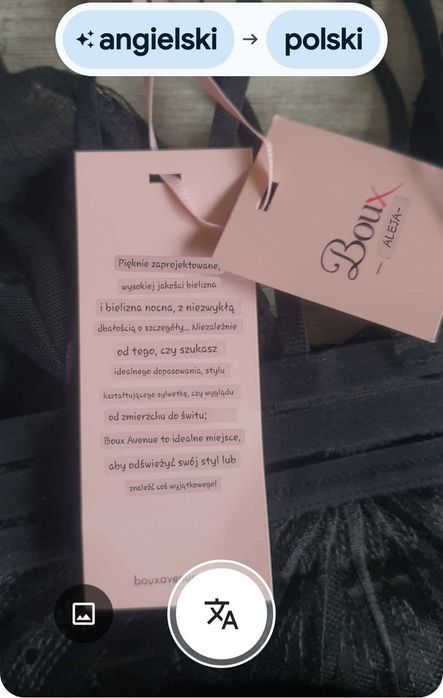 angielski → polski
Boux
ALEJA-
Pięknie zaprojektowane,
wysokiej jakości bielizna
i bielizna nocna, z niezwykłą
dbałością o szczegóły... Niezależnie
od tego, czy szukasz
idealnego dopasowania, stylu
kształtującego sylwetkę, czy wyglądu
od zmierzchu do świtu;
Boux Avenue to idealne miejsce,
aby odświeżyć swój styl lub
znaleźć coś wyjątkowego!